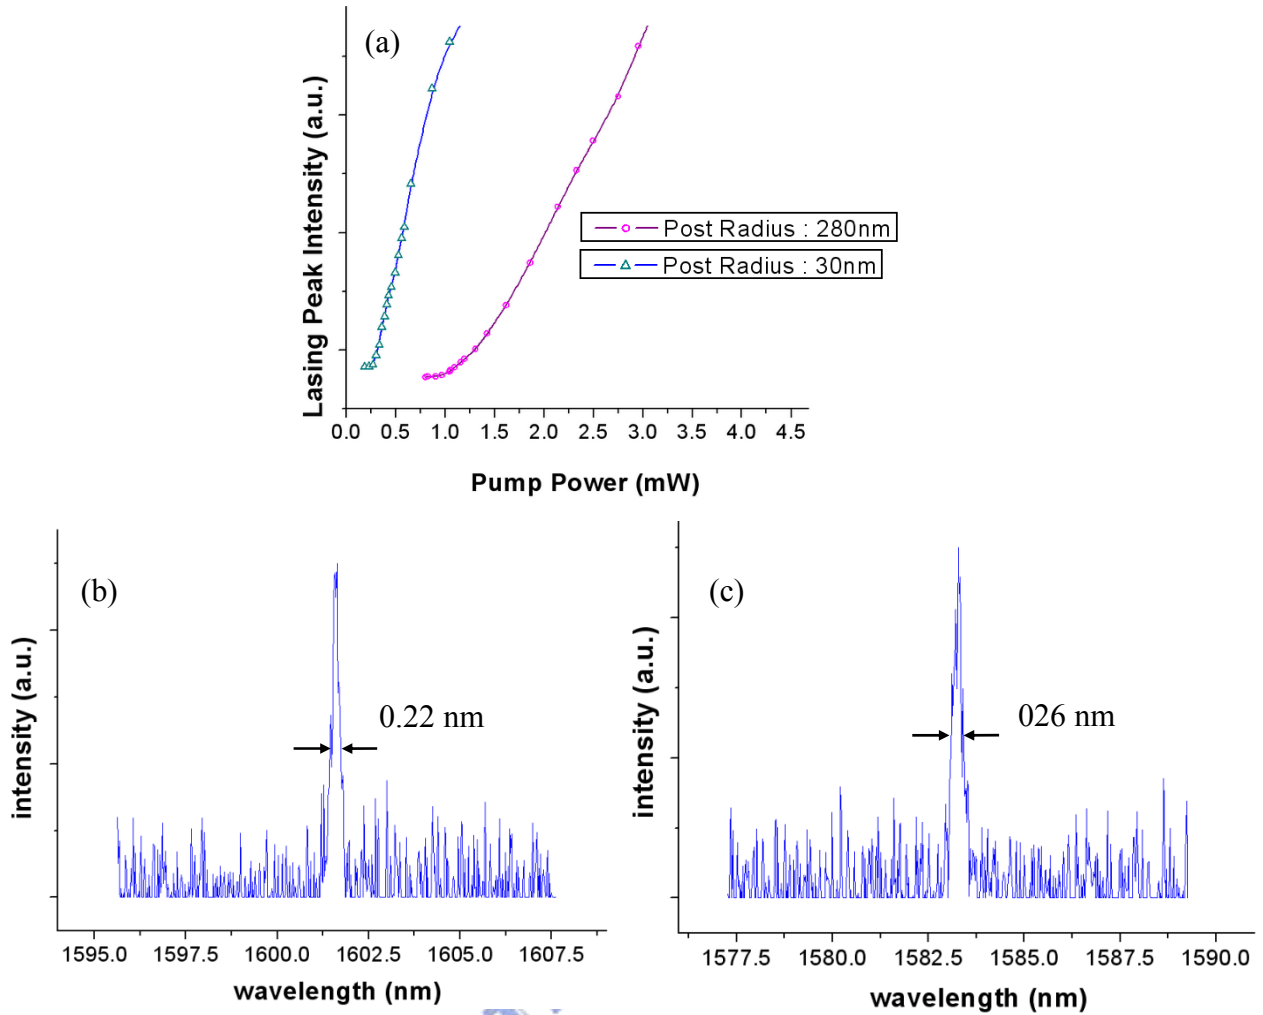 (a)
Lasing Peak Intensity (a.u.)
Post Radius : 280nm
Post Radius : 30nm
0.0 0.5 1.0 1.5 2.0 2.5 3.0 3.5 4.0 4.5
Pump Power (mW)
(b)
intensity (a.u.)
0.22 nm
1595.0 1597.5 1600.0 1602.5 1605.0 1607.5
wavelength (nm)
(c)
intensity (a.u.)
026 nm
1577.5 1580.0 1582.5 1585.0 1587.5 1590.0
wavelength (nm)